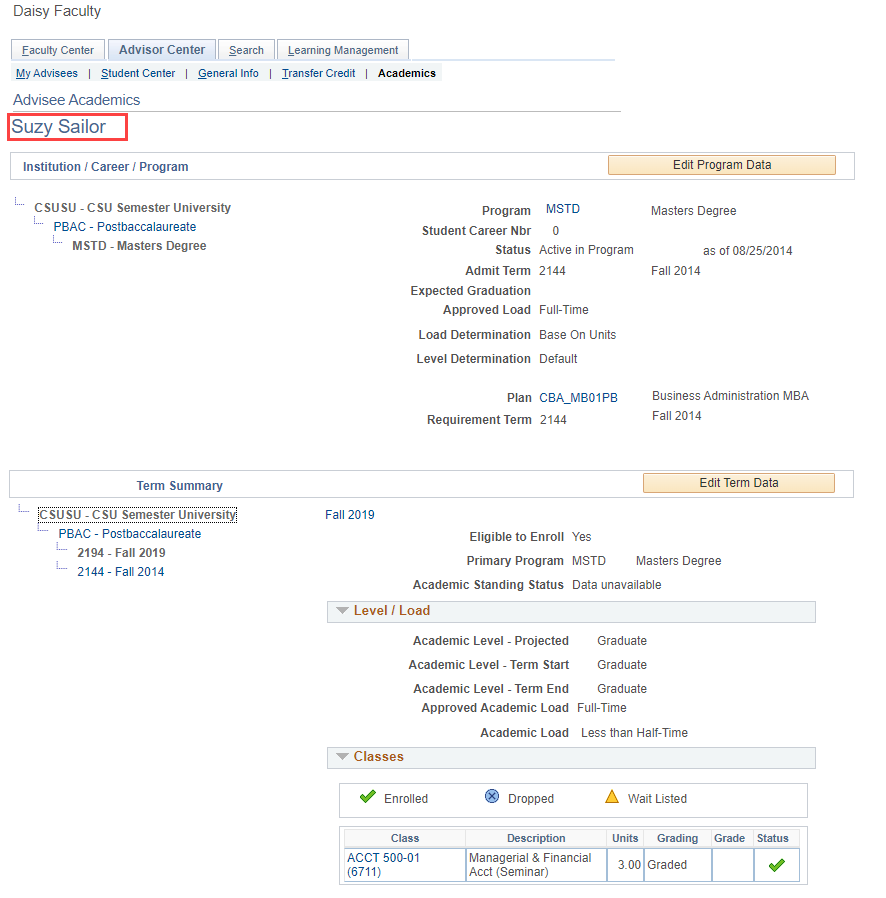 Daisy Faculty
Faculty Center Advisor Center Search Learning Management
My Advisees | Student Center | General Info | Transfer Credit | Academics
Advisee Academics
Suzy Sailor
Institution / Career / Program Edit Program Data
CSUSU - CSU Semester University
PBAC - Postbaccalaureate
MSTD - Masters Degree
Program MSTD Masters Degree
Student Career Nbr 0
Status Active in Program as of 08/25/2014
Admit Term 2144 Fall 2014
Expected Graduation
Approved Load Full-Time
Load Determination Base On Units
Level Determination Default
Plan CBA_MB01PB Business Administration MBA
Requirement Term 2144 Fall 2014
Term Summary Edit Term Data
CSUSU - CSU Semester University
PBAC - Postbaccalaureate
2194 - Fall 2019
2144 - Fall 2014
Fall 2019
Eligible to Enroll Yes
Primary Program MSTD Masters Degree
Academic Standing Status Data unavailable
Level / Load
Academic Level - Projected Graduate
Academic Level - Term Start Graduate
Academic Level - Term End Graduate
Approved Academic Load Full-Time
Academic Load Less than Half-Time
Classes
Enrolled Dropped Wait Listed
Class Description Units Grading Grade Status
ACCT 500-01 Managerial & Financial 3.00 Graded
(6711) Acct (Seminar)